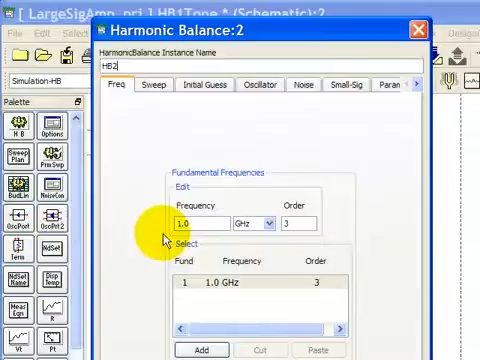 [ LargeSigAmp_prj ] HB1Tone * (Schematic):2
File Edit Select
Simulation-HB
Palette
H B
Options
Sweep Plan
Prm Swp
BudLin
NoiseCon
OscPort
OscPrt2
Term
NdSet
NdSet Name
Disp Temp
Meas Eqn
R
Vt
Pt
Harmonic Balance:2
HarmonicBalance Instance Name
HB2
Freq Sweep Initial Guess Oscillator Noise Small-Sig Param
Fundamental Frequencies
Edit
Frequency Order
1.0 GHz 3
Select
Fund Frequency Order
1 1.0 GHz 3
Add Cut Paste
Design